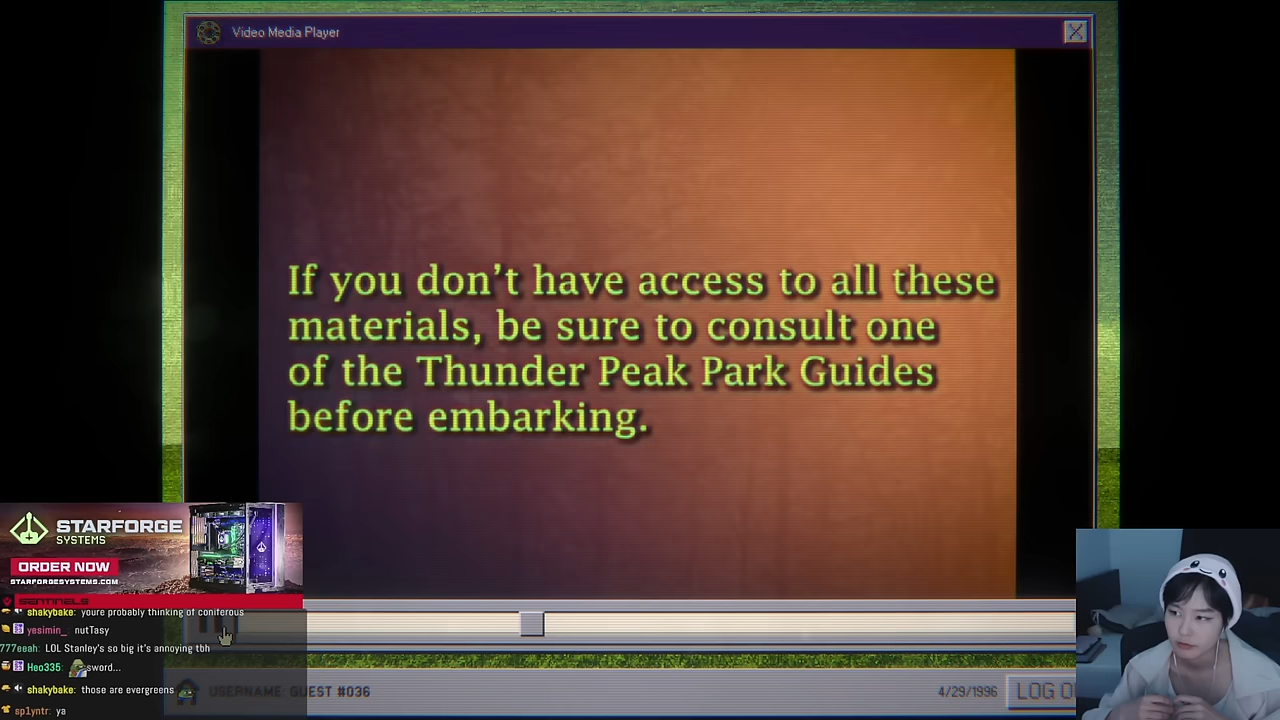 Video Media Player
If you don't have access to all these
materials, be sure to consult one
of the Thunder Peak Park Guides
before embarking.
STARFORGE
SYSTEMS
ORDER NOW
STARFORGESYSTEMS.COM
SENTINELS
shakybake: youre probably thinking of coniferous
yesimin_ nutTasy
777eeah: LOL Stanley's so big it's annoying tbh
Heo335: sword...
shakybake: those are evergreens
splyntr: ya
USERNAME: GUEST #036
4/29/1996
LOG O